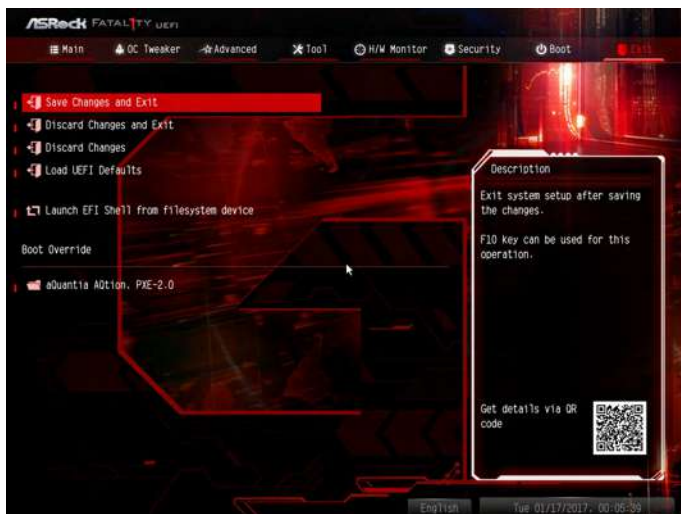 ASRock FATAL1TY UEFI
Main OC Tweaker Advanced Tool H/W Monitor Security Boot Exit
Save Changes and Exit
Discard Changes and Exit
Discard Changes
Load UEFI Defaults
Launch EFI Shell from filesystem device
Boot Override
aQuantia AQtion, PXE-2.0
Description
Exit system setup after saving
the changes.
F10 key can be used for this
operation.
Get details via QR
code
English Tue 01/17/2017, 00:05:39